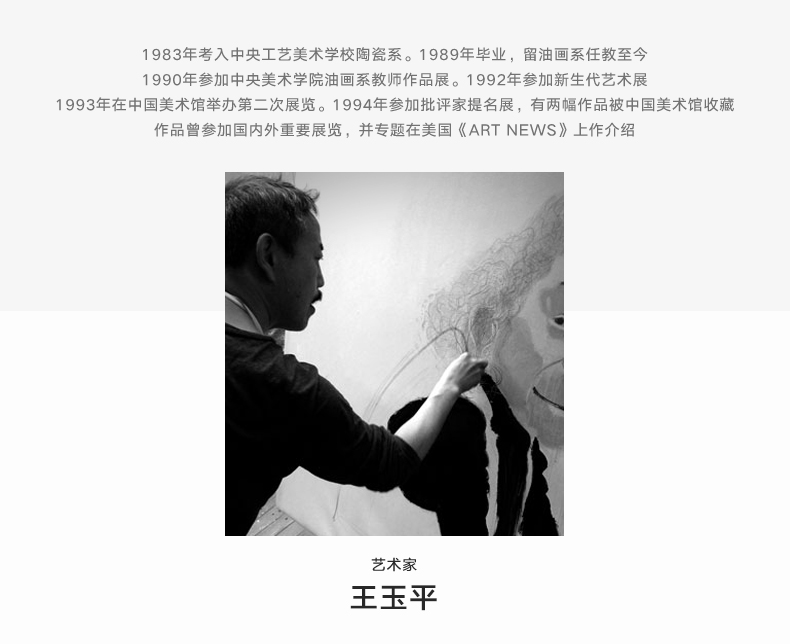 1983年考入中央工艺美术学校陶瓷系。1989年毕业，留油画系任教至今
1990年参加中央美术学院油画系教师作品展。1992年参加新生代艺术展
1993年在中国美术馆举办第二次展览。1994年参加批评家提名展，有两幅作品被中国美术馆收藏
作品曾参加国内外重要展览，并专题在美国《ART NEWS》上作介绍
艺术家
王玉平